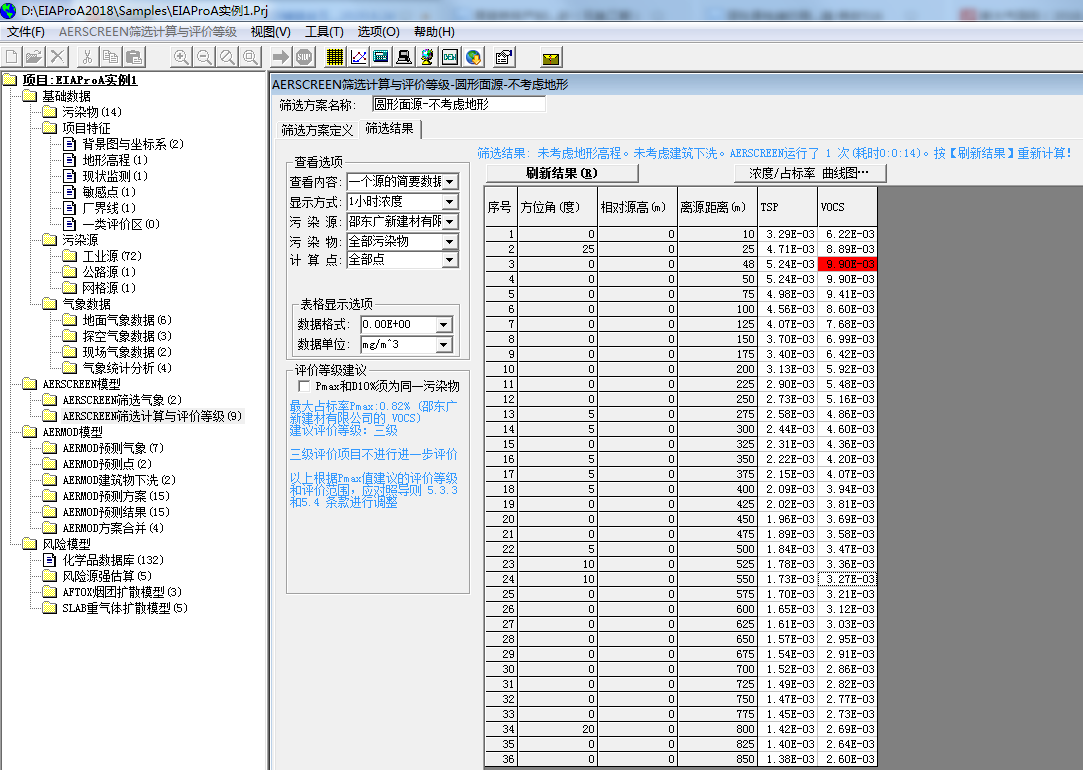 D:\EIAProA2018\Samples\EIAProA实例1.Prj
文件(F) AERSCREEN筛选计算与评价等级 视图(V) 工具(T) 选项(O) 帮助(H)
项目:EIAProA实例1
基础数据
污染物(14)
项目特征
背景图与坐标系(2)
地形高程(1)
现状监测(1)
敏感点(1)
厂界线(1)
一类评价区(0)
污染源
工业源(72)
公路源(1)
网格源(1)
气象数据
地面气象数据(6)
探空气象数据(3)
现场气象数据(2)
气象统计分析(4)
AERSCREEN模型
AERSCREEN筛选气象(2)
AERSCREEN筛选计算与评价等级(9)
AERMOD模型
AERMOD预测气象(7)
AERMOD预测点(2)
AERMOD建筑物下洗(2)
AERMOD预测方案(15)
AERMOD预测结果(15)
AERMOD方案合并(4)
风险模型
化学品数据库(132)
风险源强估算(5)
AFTOX烟团扩散模型(3)
SLAB重气体扩散模型(5)
AERSCREEN筛选计算与评价等级-圆形面源-不考虑地形
筛选方案名称: 圆形面源-不考虑地形
筛选方案定义 筛选结果
查看选项
查看内容: 一个源的简要数据
显示方式: 1小时浓度
污 染 源: 邵东广新建材有限
污 染 物: 全部污染物
计 算 点: 全部点
表格显示选项
数据格式: 0.00E+00
数据单位: mg/m^3
评价等级建议
Pmax和D10%须为同一污染物
最大占标率Pmax:0.82% (邵东广
新建材有限公司的 VOCS)
建议评价等级: 三级
三级评价项目不进行进一步评价
以上根据Pmax值建议的评价等级
和评价范围，应对照导则 5.3.3
和5.4 条款进行调整
筛选结果: 未考虑地形高程。未考虑建筑下洗。AERSCREEN运行了 1 次(耗时0:0:14)。按【刷新结果】重新计算!
刷新结果(R) 浓度/占标率 曲线图…
序号 方位角(度) 相对源高(m) 离源距离(m) TSP VOCS
1 0 0 10 3.29E-03 6.22E-03
2 25 0 25 4.71E-03 8.89E-03
3 0 0 48 5.24E-03 9.90E-03
4 0 0 50 5.24E-03 9.90E-03
5 0 0 75 4.98E-03 9.41E-03
6 0 0 100 4.56E-03 8.60E-03
7 0 0 125 4.07E-03 7.68E-03
8 0 0 150 3.70E-03 6.99E-03
9 0 0 175 3.40E-03 6.42E-03
10 0 0 200 3.13E-03 5.92E-03
11 0 0 225 2.90E-03 5.48E-03
12 0 0 250 2.73E-03 5.16E-03
13 5 0 275 2.58E-03 4.86E-03
14 5 0 300 2.44E-03 4.60E-03
15 0 0 325 2.31E-03 4.36E-03
16 5 0 350 2.22E-03 4.20E-03
17 5 0 375 2.15E-03 4.07E-03
18 5 0 400 2.09E-03 3.94E-03
19 0 0 425 2.02E-03 3.81E-03
20 0 0 450 1.96E-03 3.69E-03
21 0 0 475 1.89E-03 3.58E-03
22 5 0 500 1.84E-03 3.47E-03
23 10 0 525 1.78E-03 3.36E-03
24 10 0 550 1.73E-03 3.27E-03
25 0 0 575 1.70E-03 3.21E-03
26 0 0 600 1.65E-03 3.12E-03
27 0 0 625 1.61E-03 3.03E-03
28 0 0 650 1.57E-03 2.95E-03
29 0 0 675 1.54E-03 2.91E-03
30 0 0 700 1.52E-03 2.86E-03
31 0 0 725 1.49E-03 2.82E-03
32 0 0 750 1.47E-03 2.77E-03
33 0 0 775 1.45E-03 2.73E-03
34 20 0 800 1.42E-03 2.69E-03
35 0 0 825 1.40E-03 2.64E-03
36 0 0 850 1.38E-03 2.60E-03